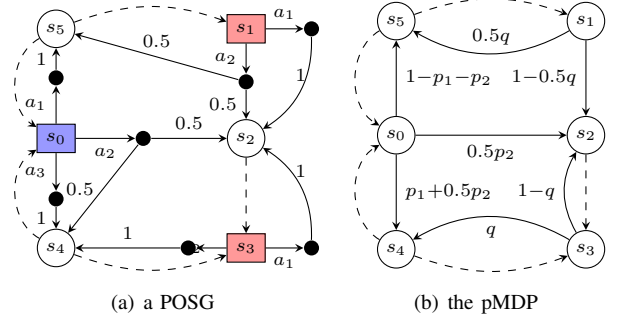 s₅
s₁
a₁
a₂
0.5
1
1
0.5
a₁
s₀
a₂
0.5
s₂
a₃
0.5
1
1
s₄
1
s₃
a₁
(a) a POSG
s₅
s₁
0.5q
1−p₁−p₂
1−0.5q
s₀
s₂
0.5p₂
p₁+0.5p₂
1−q
s₄
q
s₃
(b) the pMDP